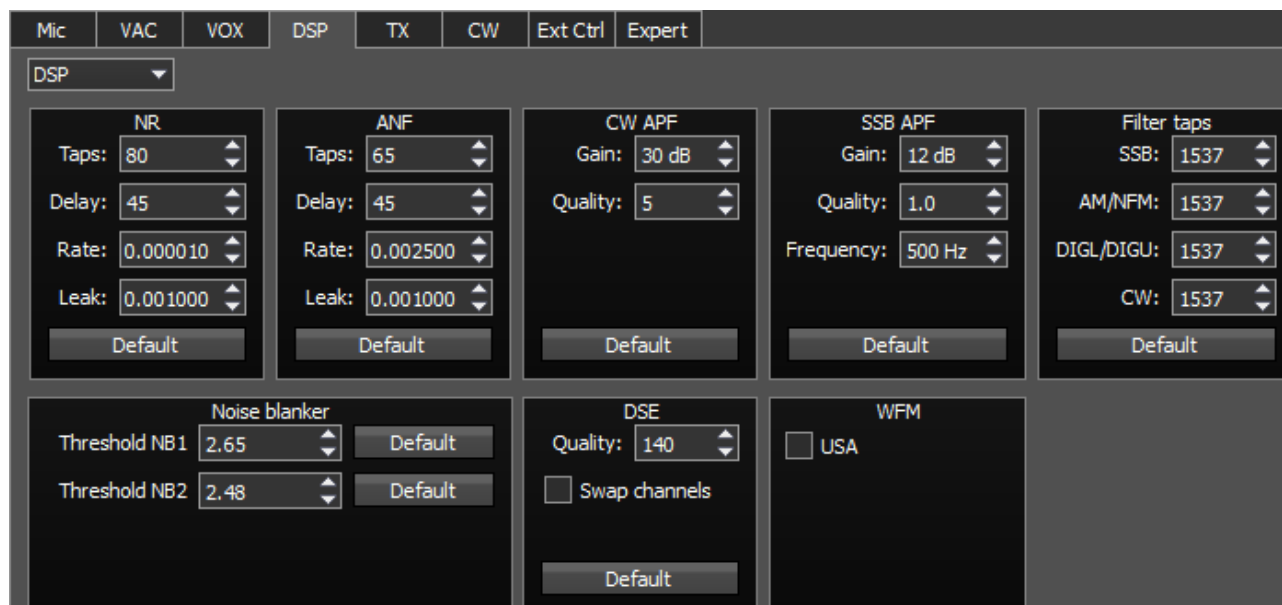 Mic VAC VOX DSP TX CW Ext Ctrl Expert
DSP
NR ANF CW APF SSB APF Filter taps
Taps: 80 Taps: 65 Gain: 30 dB Gain: 12 dB SSB: 1537
Delay: 45 Delay: 45 Quality: 5 Quality: 1.0 AM/NFM: 1537
Rate: 0.000010 Rate: 0.002500 Frequency: 500 Hz DIGL/DIGU: 1537
Leak: 0.001000 Leak: 0.001000 CW: 1537
Default Default Default Default Default
Noise blanker DSE WFM
Threshold NB1 2.65 Default Quality: 140 USA
Threshold NB2 2.48 Default Swap channels
Default